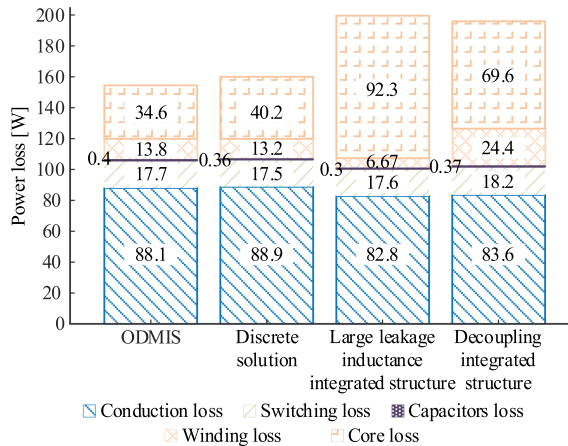 Power loss [W]
200
180
160
140
120
100
80
60
40
20
0
34.6
13.8
0.4
17.7
88.1
40.2
13.2
0.36
17.5
88.9
92.3
6.67
0.3
17.6
82.8
69.6
24.4
0.37
18.2
83.6
ODMIS
Discrete
solution
Large leakage
inductance
integrated structure
Decoupling
integrated
structure
Conduction loss
Switching loss
Capacitors loss
Winding loss
Core loss